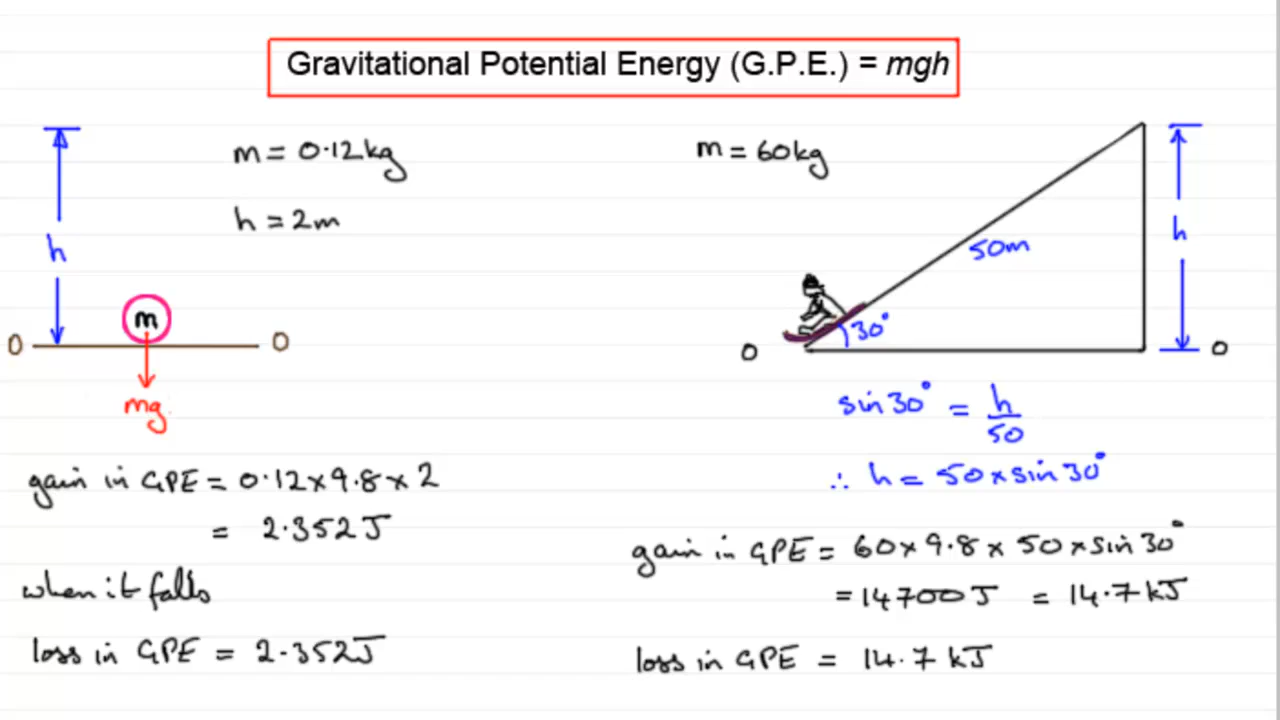 Gravitational Potential Energy (G.P.E.) = mgh
h
m = 0.12kg
h = 2m
m
0 0
mg
gain in GPE = 0.12 x 9.8 x 2
= 2.352J
when it falls
loss in GPE = 2.352J
m = 60kg
50m
h
30°
0 0
sin30° = h/50
∴ h = 50 x sin30°
gain in GPE = 60 x 9.8 x 50 x sin30°
= 14700J = 14.7kJ
loss in GPE = 14.7 kJ